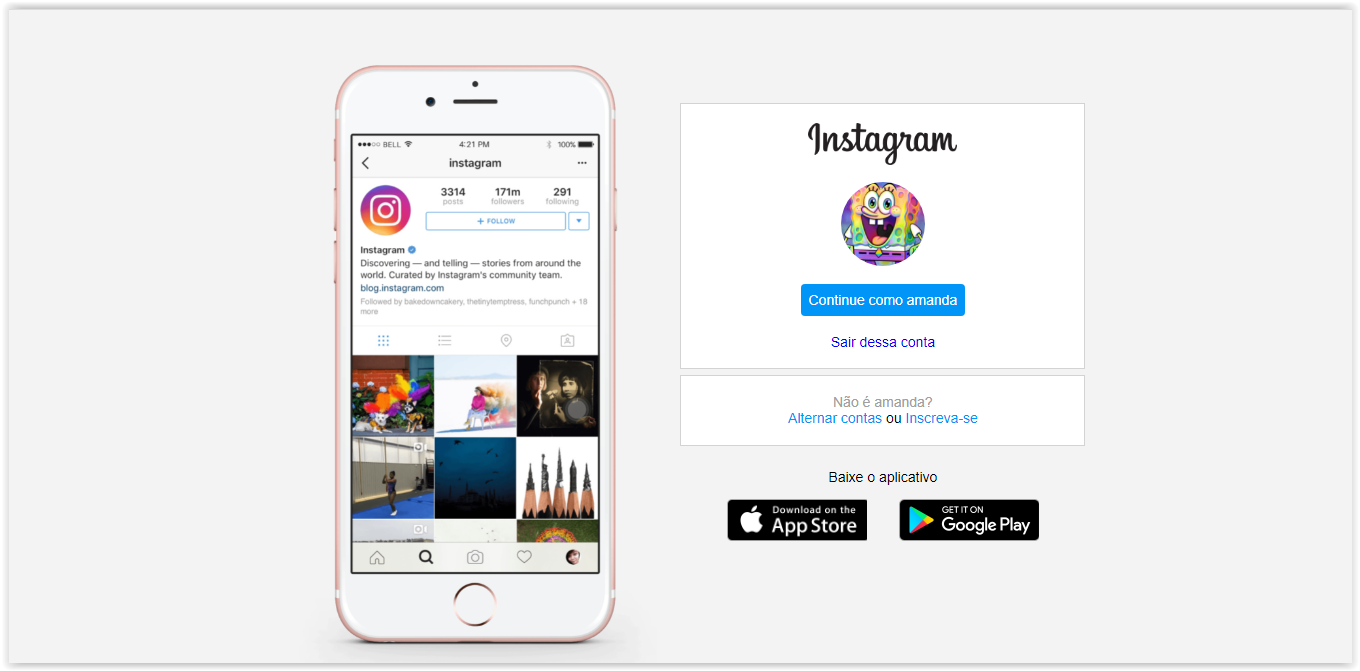 BELL 4:21 PM 100%
instagram
3314 171m 291
posts followers following
+ FOLLOW
Instagram
Discovering — and telling — stories from around the
world. Curated by Instagram's community team.
blog.instagram.com
Followed by bakedowncakery, thetinytemptress, funchpunch + 18
more
Instagram
Continue como amanda
Sair dessa conta
Não é amanda?
Alternar contas ou Inscreva-se
Baixe o aplicativo
Download on the
App Store
GET IT ON
Google Play